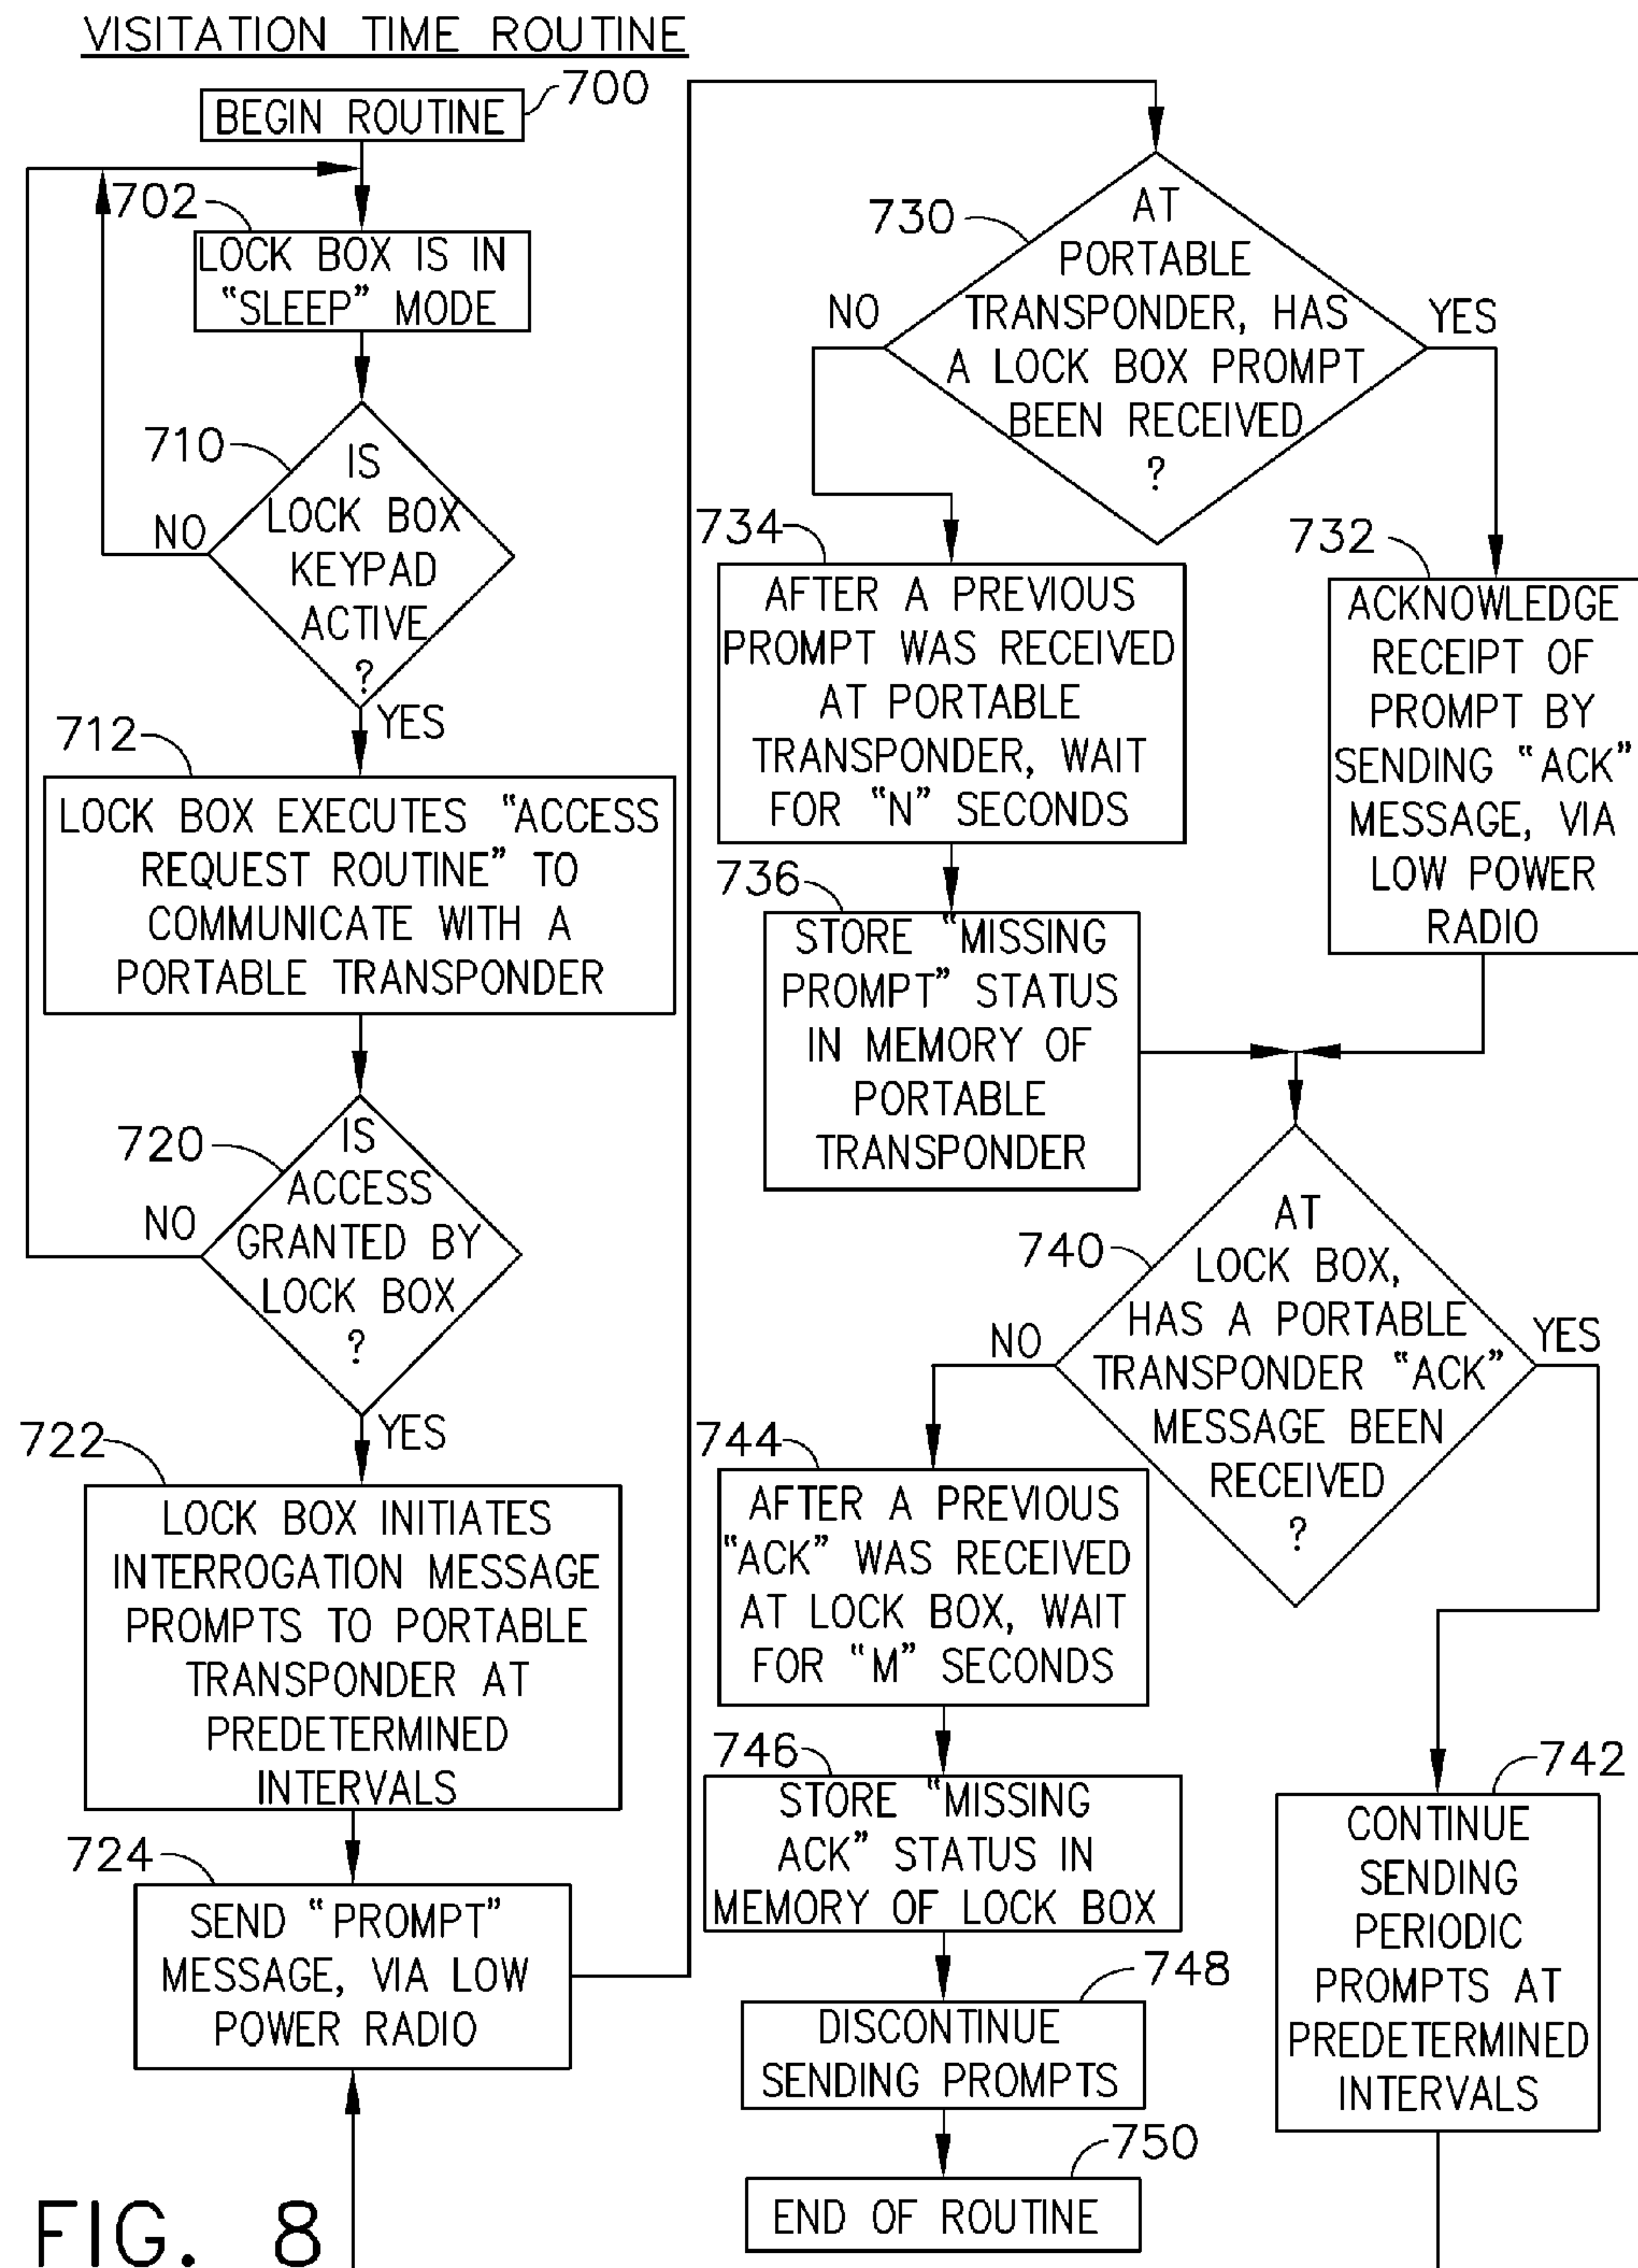 VISITATION TIME ROUTINE
BEGIN ROUTINE
700
702
LOCK BOX IS IN
“SLEEP” MODE
710
IS
LOCK BOX
KEYPAD
ACTIVE
?
NO
YES
712
LOCK BOX EXECUTES “ACCESS
REQUEST ROUTINE” TO
COMMUNICATE WITH A
PORTABLE TRANSPONDER
720
IS
ACCESS
GRANTED BY
LOCK BOX
?
NO
YES
722
LOCK BOX INITIATES
INTERROGATION MESSAGE
PROMPTS TO PORTABLE
TRANSPONDER AT
PREDETERMINED
INTERVALS
724
SEND “PROMPT”
MESSAGE, VIA LOW
POWER RADIO
730
AT
PORTABLE
TRANSPONDER, HAS
A LOCK BOX PROMPT
BEEN RECEIVED
?
NO
YES
734
AFTER A PREVIOUS
PROMPT WAS RECEIVED
AT PORTABLE
TRANSPONDER, WAIT
FOR “N” SECONDS
732
ACKNOWLEDGE
RECEIPT OF
PROMPT BY
SENDING “ACK”
MESSAGE, VIA
LOW POWER
RADIO
736
STORE “MISSING
PROMPT” STATUS
IN MEMORY OF
PORTABLE
TRANSPONDER
740
AT
LOCK BOX,
HAS A PORTABLE
TRANSPONDER “ACK”
MESSAGE BEEN
RECEIVED
?
NO
YES
744
AFTER A PREVIOUS
“ACK” WAS RECEIVED
AT LOCK BOX, WAIT
FOR “M” SECONDS
746
STORE “MISSING
ACK” STATUS IN
MEMORY OF LOCK BOX
742
CONTINUE
SENDING
PERIODIC
PROMPTS AT
PREDETERMINED
INTERVALS
748
DISCONTINUE
SENDING PROMPTS
750
END OF ROUTINE
FIG. 8